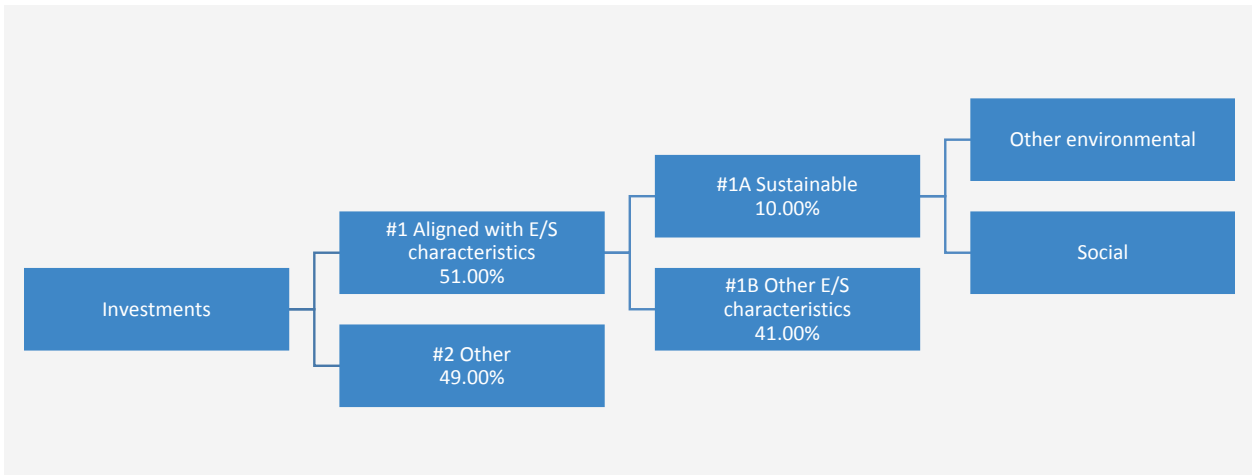 Investments
#1 Aligned with E/S
characteristics
51.00%
#2 Other
49.00%
#1A Sustainable
10.00%
#1B Other E/S
characteristics
41.00%
Other environmental
Social